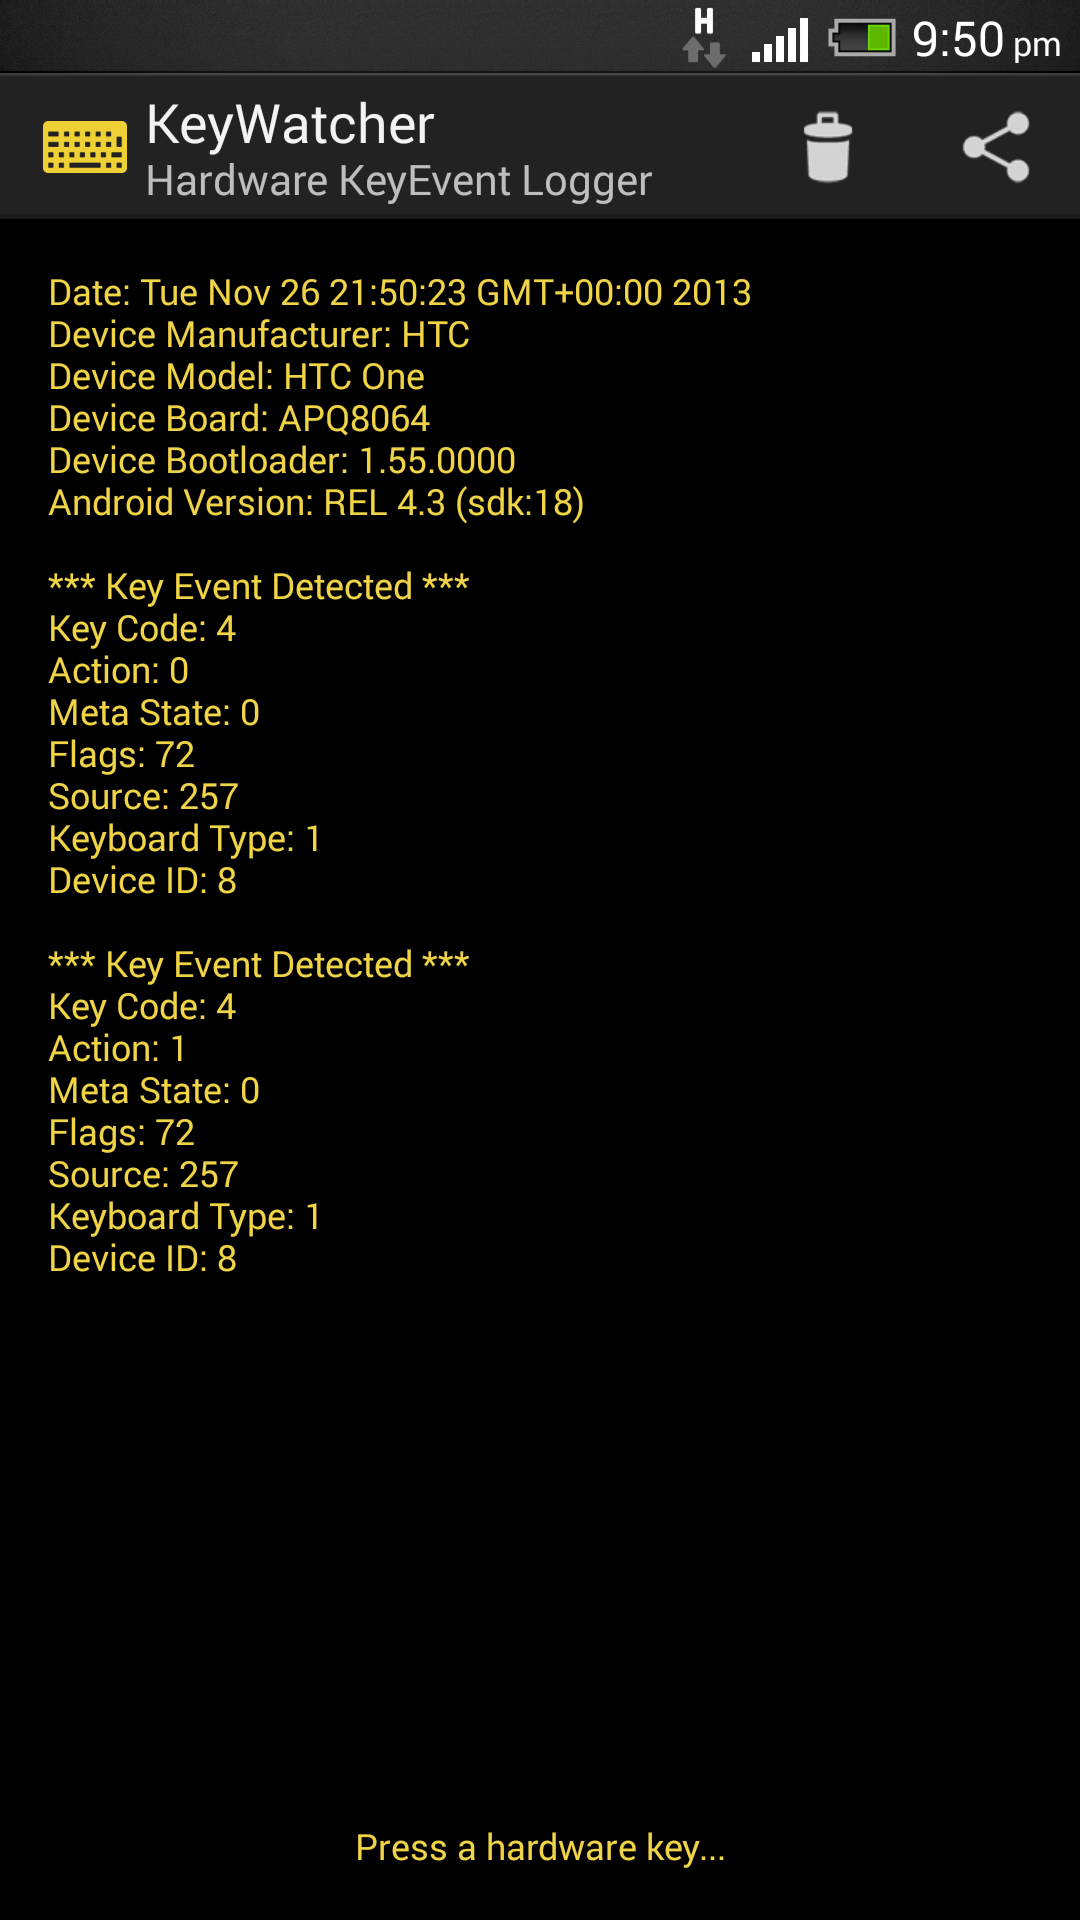 H
9:50 pm
KeyWatcher
Hardware KeyEvent Logger
Date: Tue Nov 26 21:50:23 GMT+00:00 2013
Device Manufacturer: HTC
Device Model: HTC One
Device Board: APQ8064
Device Bootloader: 1.55.0000
Android Version: REL 4.3 (sdk:18)
*** Key Event Detected ***
Key Code: 4
Action: 0
Meta State: 0
Flags: 72
Source: 257
Keyboard Type: 1
Device ID: 8
*** Key Event Detected ***
Key Code: 4
Action: 1
Meta State: 0
Flags: 72
Source: 257
Keyboard Type: 1
Device ID: 8
Press a hardware key...